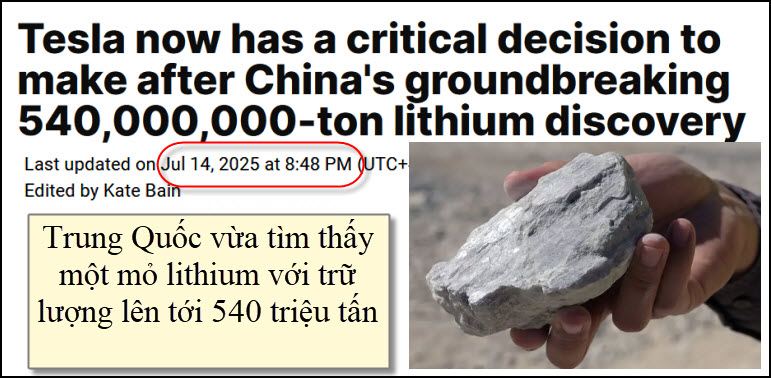 Tesla now has a critical decision to
make after China's groundbreaking
540,000,000-ton lithium discovery
Last updated on Jul 14, 2025 at 8:48 PM (UTC+
Edited by Kate Bain
Trung Quốc vừa tìm thấy
một mỏ lithium với trữ
lượng lên tới 540 triệu tấn